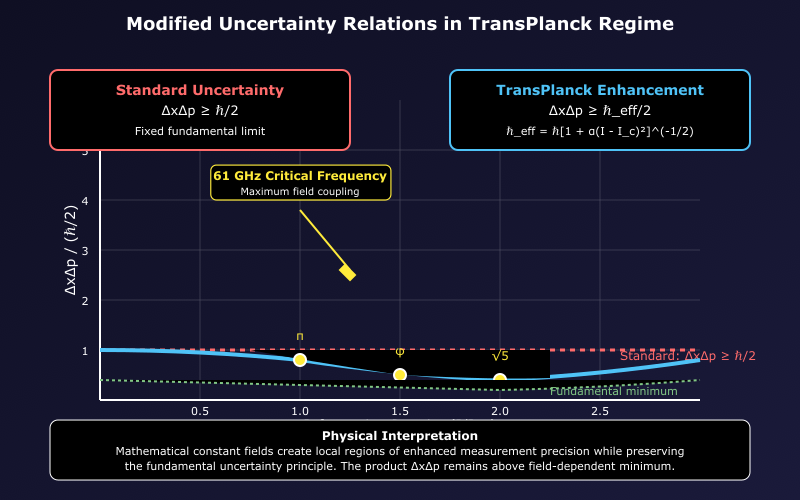 Modified Uncertainty Relations in TransPlanck Regime
Standard Uncertainty
ΔxΔp ≥ ℏ/2
Fixed fundamental limit
TransPlanck Enhancement
ΔxΔp ≥ ℏ_eff/2
ℏ_eff = ℏ[1 + α(I - I_c)²]^(-1/2)
5
61 GHz Critical Frequency
Maximum field coupling
4
3
2
1
ΔxΔp / (ℏ/2)
π
φ
√5
Standard: ΔxΔp ≥ ℏ/2
Fundamental minimum
0.5
1.0
1.5
2.0
2.5
Physical Interpretation
Mathematical constant fields create local regions of enhanced measurement precision while preserving
the fundamental uncertainty principle. The product ΔxΔp remains above field-dependent minimum.